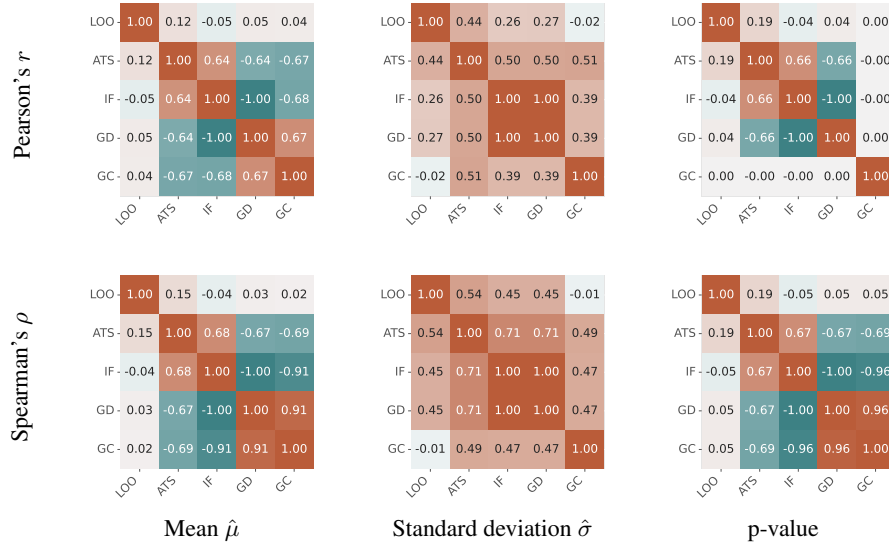 Pearson's r
LOO 1.00 0.12 -0.05 0.05 0.04
ATS 0.12 1.00 0.64 -0.64 -0.67
IF -0.05 0.64 1.00 -1.00 -0.68
GD 0.05 -0.64 -1.00 1.00 0.67
GC 0.04 -0.67 -0.68 0.67 1.00
LOO ATS IF GD GC
LOO 1.00 0.44 0.26 0.27 -0.02
ATS 0.44 1.00 0.50 0.50 0.51
IF 0.26 0.50 1.00 1.00 0.39
GD 0.27 0.50 1.00 1.00 0.39
GC -0.02 0.51 0.39 0.39 1.00
LOO ATS IF GD GC
LOO 1.00 0.19 -0.04 0.04 0.00
ATS 0.19 1.00 0.66 -0.66 -0.00
IF -0.04 0.66 1.00 -1.00 -0.00
GD 0.04 -0.66 -1.00 1.00 0.00
GC 0.00 -0.00 -0.00 0.00 1.00
LOO ATS IF GD GC
Spearman's ρ
LOO 1.00 0.15 -0.04 0.03 0.02
ATS 0.15 1.00 0.68 -0.67 -0.69
IF -0.04 0.68 1.00 -1.00 -0.91
GD 0.03 -0.67 -1.00 1.00 0.91
GC 0.02 -0.69 -0.91 0.91 1.00
LOO ATS IF GD GC
LOO 1.00 0.54 0.45 0.45 -0.01
ATS 0.54 1.00 0.71 0.71 0.49
IF 0.45 0.71 1.00 1.00 0.47
GD 0.45 0.71 1.00 1.00 0.47
GC -0.01 0.49 0.47 0.47 1.00
LOO ATS IF GD GC
LOO 1.00 0.19 -0.05 0.05 0.05
ATS 0.19 1.00 0.67 -0.67 -0.69
IF -0.05 0.67 1.00 -1.00 -0.96
GD 0.05 -0.67 -1.00 1.00 0.96
GC 0.05 -0.69 -0.96 0.96 1.00
LOO ATS IF GD GC
Mean μ̂
Standard deviation σ̂
p-value